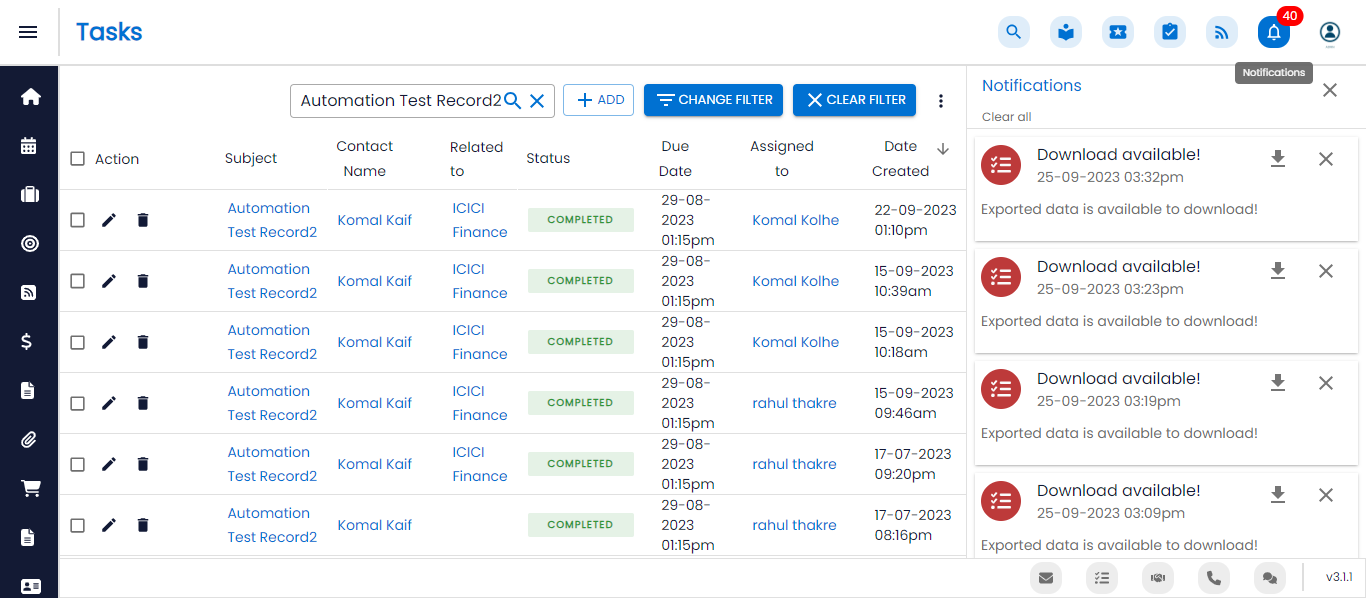 Tasks
40
Notifications
Automation Test Record2
ADD
CHANGE FILTER
CLEAR FILTER
Notifications
Clear all
Action
Subject
Contact
Name
Related
to
Status
Due
Date
Assigned
to
Date
Created
Automation
Test Record2
Komal Kaif
ICICI
Finance
COMPLETED
29-08-
2023
01:15pm
Komal Kolhe
22-09-2023
01:10pm
Automation
Test Record2
Komal Kaif
ICICI
Finance
COMPLETED
29-08-
2023
01:15pm
Komal Kolhe
15-09-2023
10:39am
Automation
Test Record2
Komal Kaif
ICICI
Finance
COMPLETED
29-08-
2023
01:15pm
Komal Kolhe
15-09-2023
10:18am
Automation
Test Record2
Komal Kaif
ICICI
Finance
COMPLETED
29-08-
2023
01:15pm
rahul thakre
15-09-2023
09:46am
Automation
Test Record2
Komal Kaif
ICICI
Finance
COMPLETED
29-08-
2023
01:15pm
rahul thakre
17-07-2023
09:20pm
Automation
Test Record2
Komal Kaif
COMPLETED
29-08-
2023
01:15pm
rahul thakre
17-07-2023
08:16pm
Download available!
25-09-2023 03:32pm
Exported data is available to download!
Download available!
25-09-2023 03:23pm
Exported data is available to download!
Download available!
25-09-2023 03:19pm
Exported data is available to download!
Download available!
25-09-2023 03:09pm
Exported data is available to download!
v3.1.1